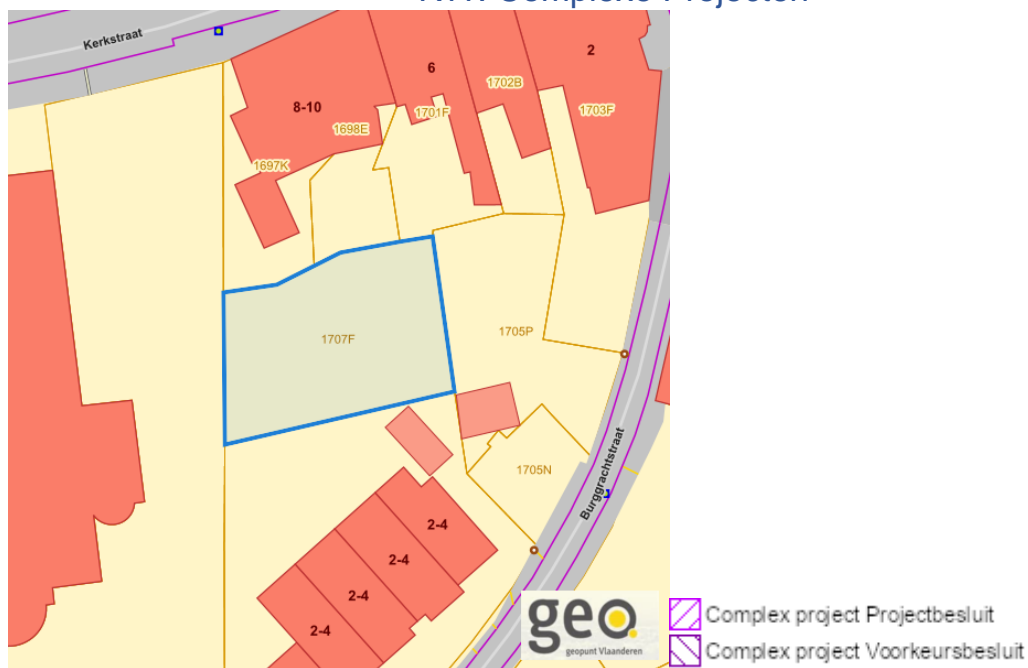 Kerkstraat
2
6
1702B
8-10
1701F
1703F
1698E
1697K
1707F
1705P
1705N
Burggrachtstraat
2-4
2-4
2-4
2-4
geo.
geopunt Vlaanderen
Complex project Projectbesluit
Complex project Voorkeursbesluit